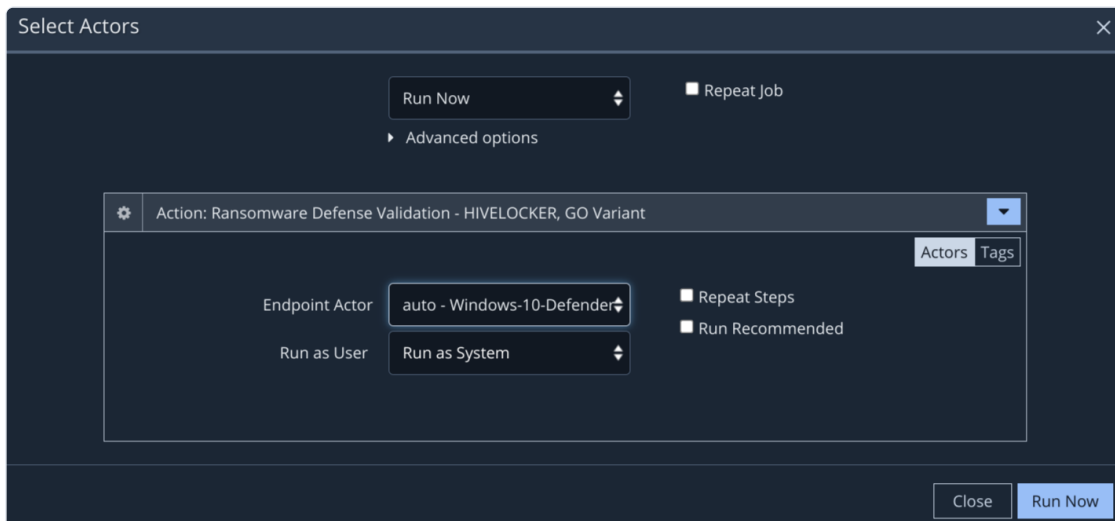 Select Actors
Run Now
Repeat Job
Advanced options
Action: Ransomware Defense Validation - HIVELOCKER, GO Variant
Actors Tags
Endpoint Actor
auto - Windows-10-Defender
Repeat Steps
Run Recommended
Run as User
Run as System
Close
Run Now